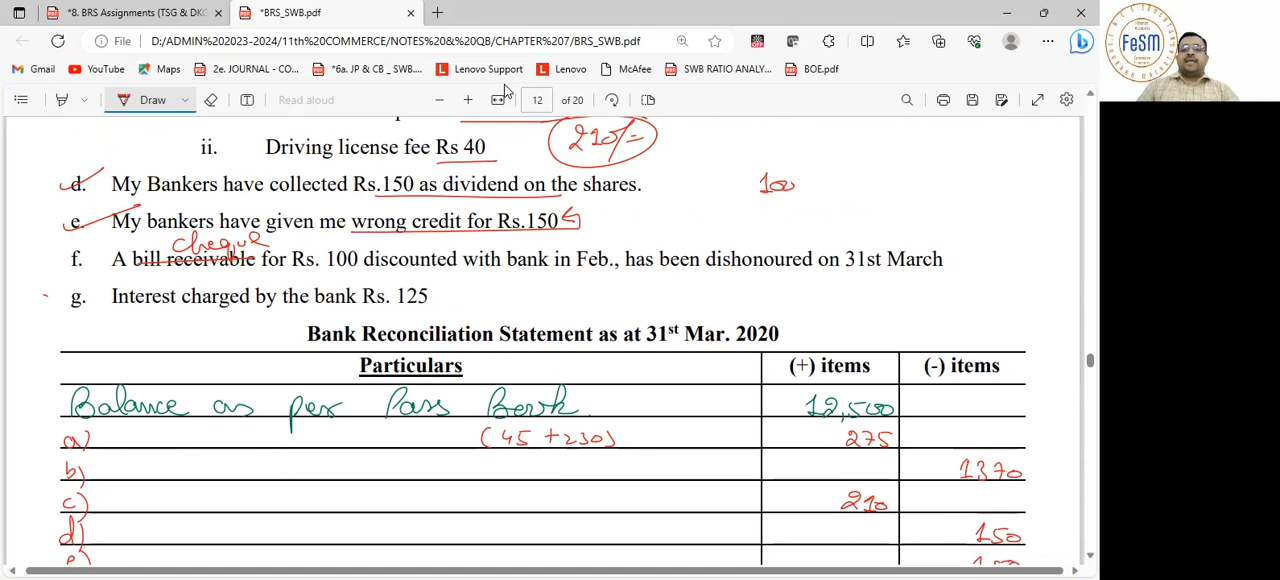 *8. BRS Assignments (TSG & DKG
*BRS_SWB.pdf
File D:/ADMIN%202023-2024/11th%20COMMERCE/NOTES%20 %20QB/CHAPTER%207/BRS_SWB.pdf
Gmail YouTube Maps 2e. JOURNAL - CO... *6a. JP & CB _SWB.... Lenovo Support Lenovo McAfee SWB RATIO ANALY... BOE.pdf
Draw Read aloud 12 of 20
FeSM
ii. Driving license fee Rs 40 210/=
d. My Bankers have collected Rs.150 as dividend on the shares. 100
e. My bankers have given me wrong credit for Rs.150
cheque
f. A bill receivable for Rs. 100 discounted with bank in Feb., has been dishonoured on 31st March
g. Interest charged by the bank Rs. 125
Bank Reconciliation Statement as at 31st Mar. 2020
Particulars (+) items (-) items
Balance as per Pass Book 12,500
a) (45 + 230) 275
b) 1370
c) 210
d) 150
e)